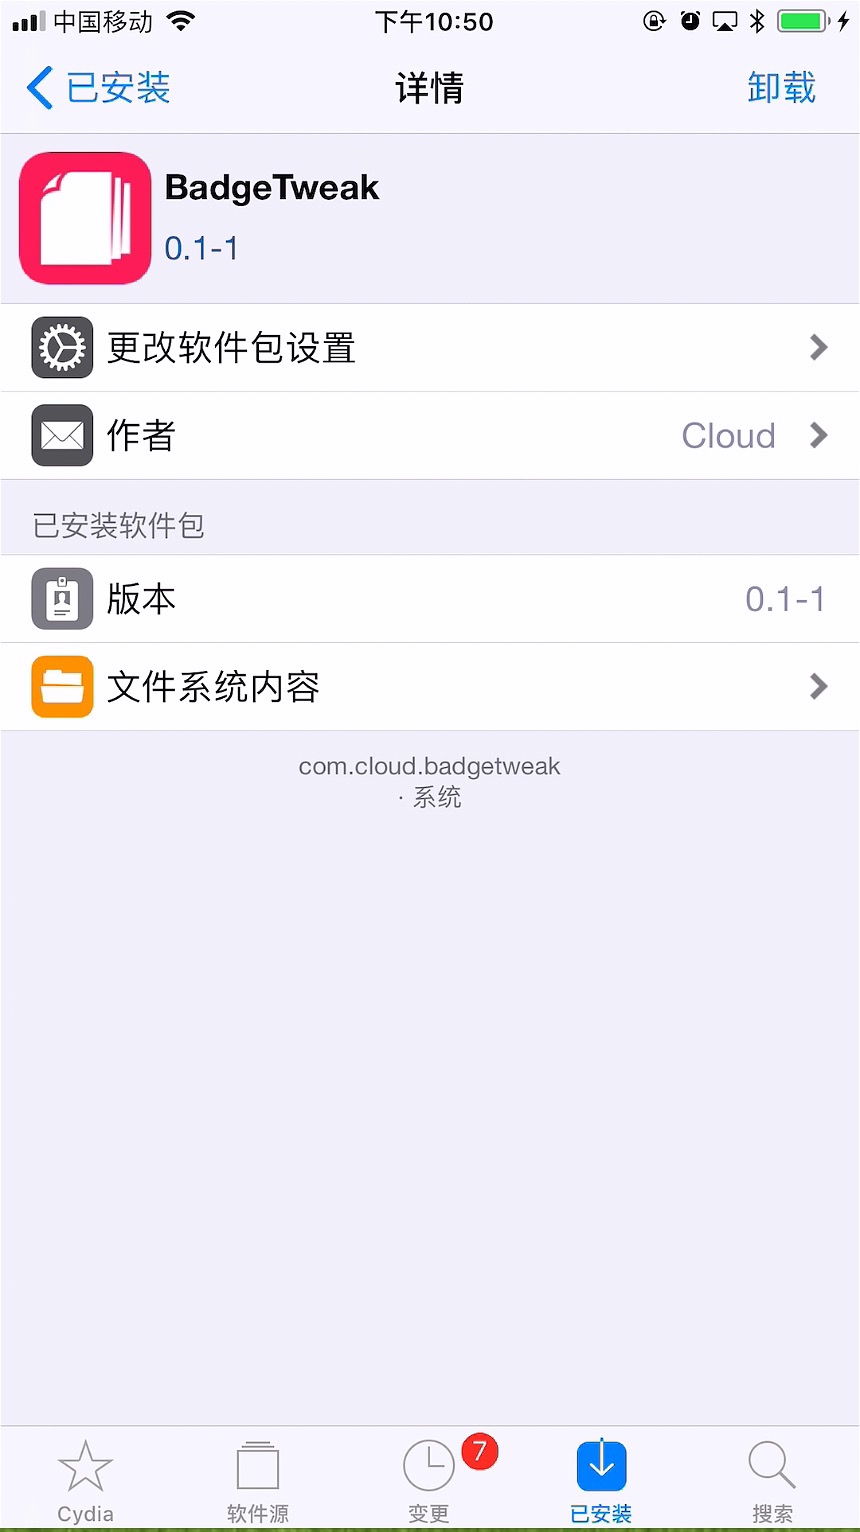 中国移动 下午10:50
已安装 详情 卸载
BadgeTweak
0.1-1
更改软件包设置
作者 Cloud
已安装软件包
版本 0.1-1
文件系统内容
com.cloud.badgetweak
· 系统
7
Cydia 软件源 变更 已安装 搜索